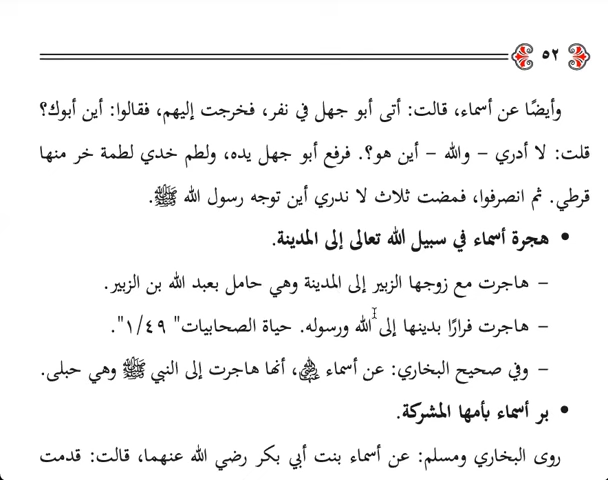 ٥٢
وأيضًا عن أسماء، قالت: أتى أبو جهل في نفر، فخرجت إليهم، فقالوا: أين أبوك؟
قلت: لا أدري – والله – أين هو؟. فرفع أبو جهل يده، ولطم خدي لطمة خر منها
قرطي. ثم انصرفوا، فمضت ثلاث لا ندري أين توجه رسول الله ﷺ.
• هجرة أسماء في سبيل الله تعالى إلى المدينة.
– هاجرت مع زوجها الزبير إلى المدينة وهي حامل بعبد الله بن الزبير.
– هاجرت فرارًا بدينها إلى الله ورسوله. حياة الصحابيات" ١/٤٩".
– وفي صحيح البخاري: عن أسماء رضي الله عنها، أنها هاجرت إلى النبي ﷺ وهي حبلى.
• بر أسماء بأمها المشركة.
روى البخاري ومسلم: عن أسماء بنت أبي بكر رضي الله عنهما، قالت: قدمت